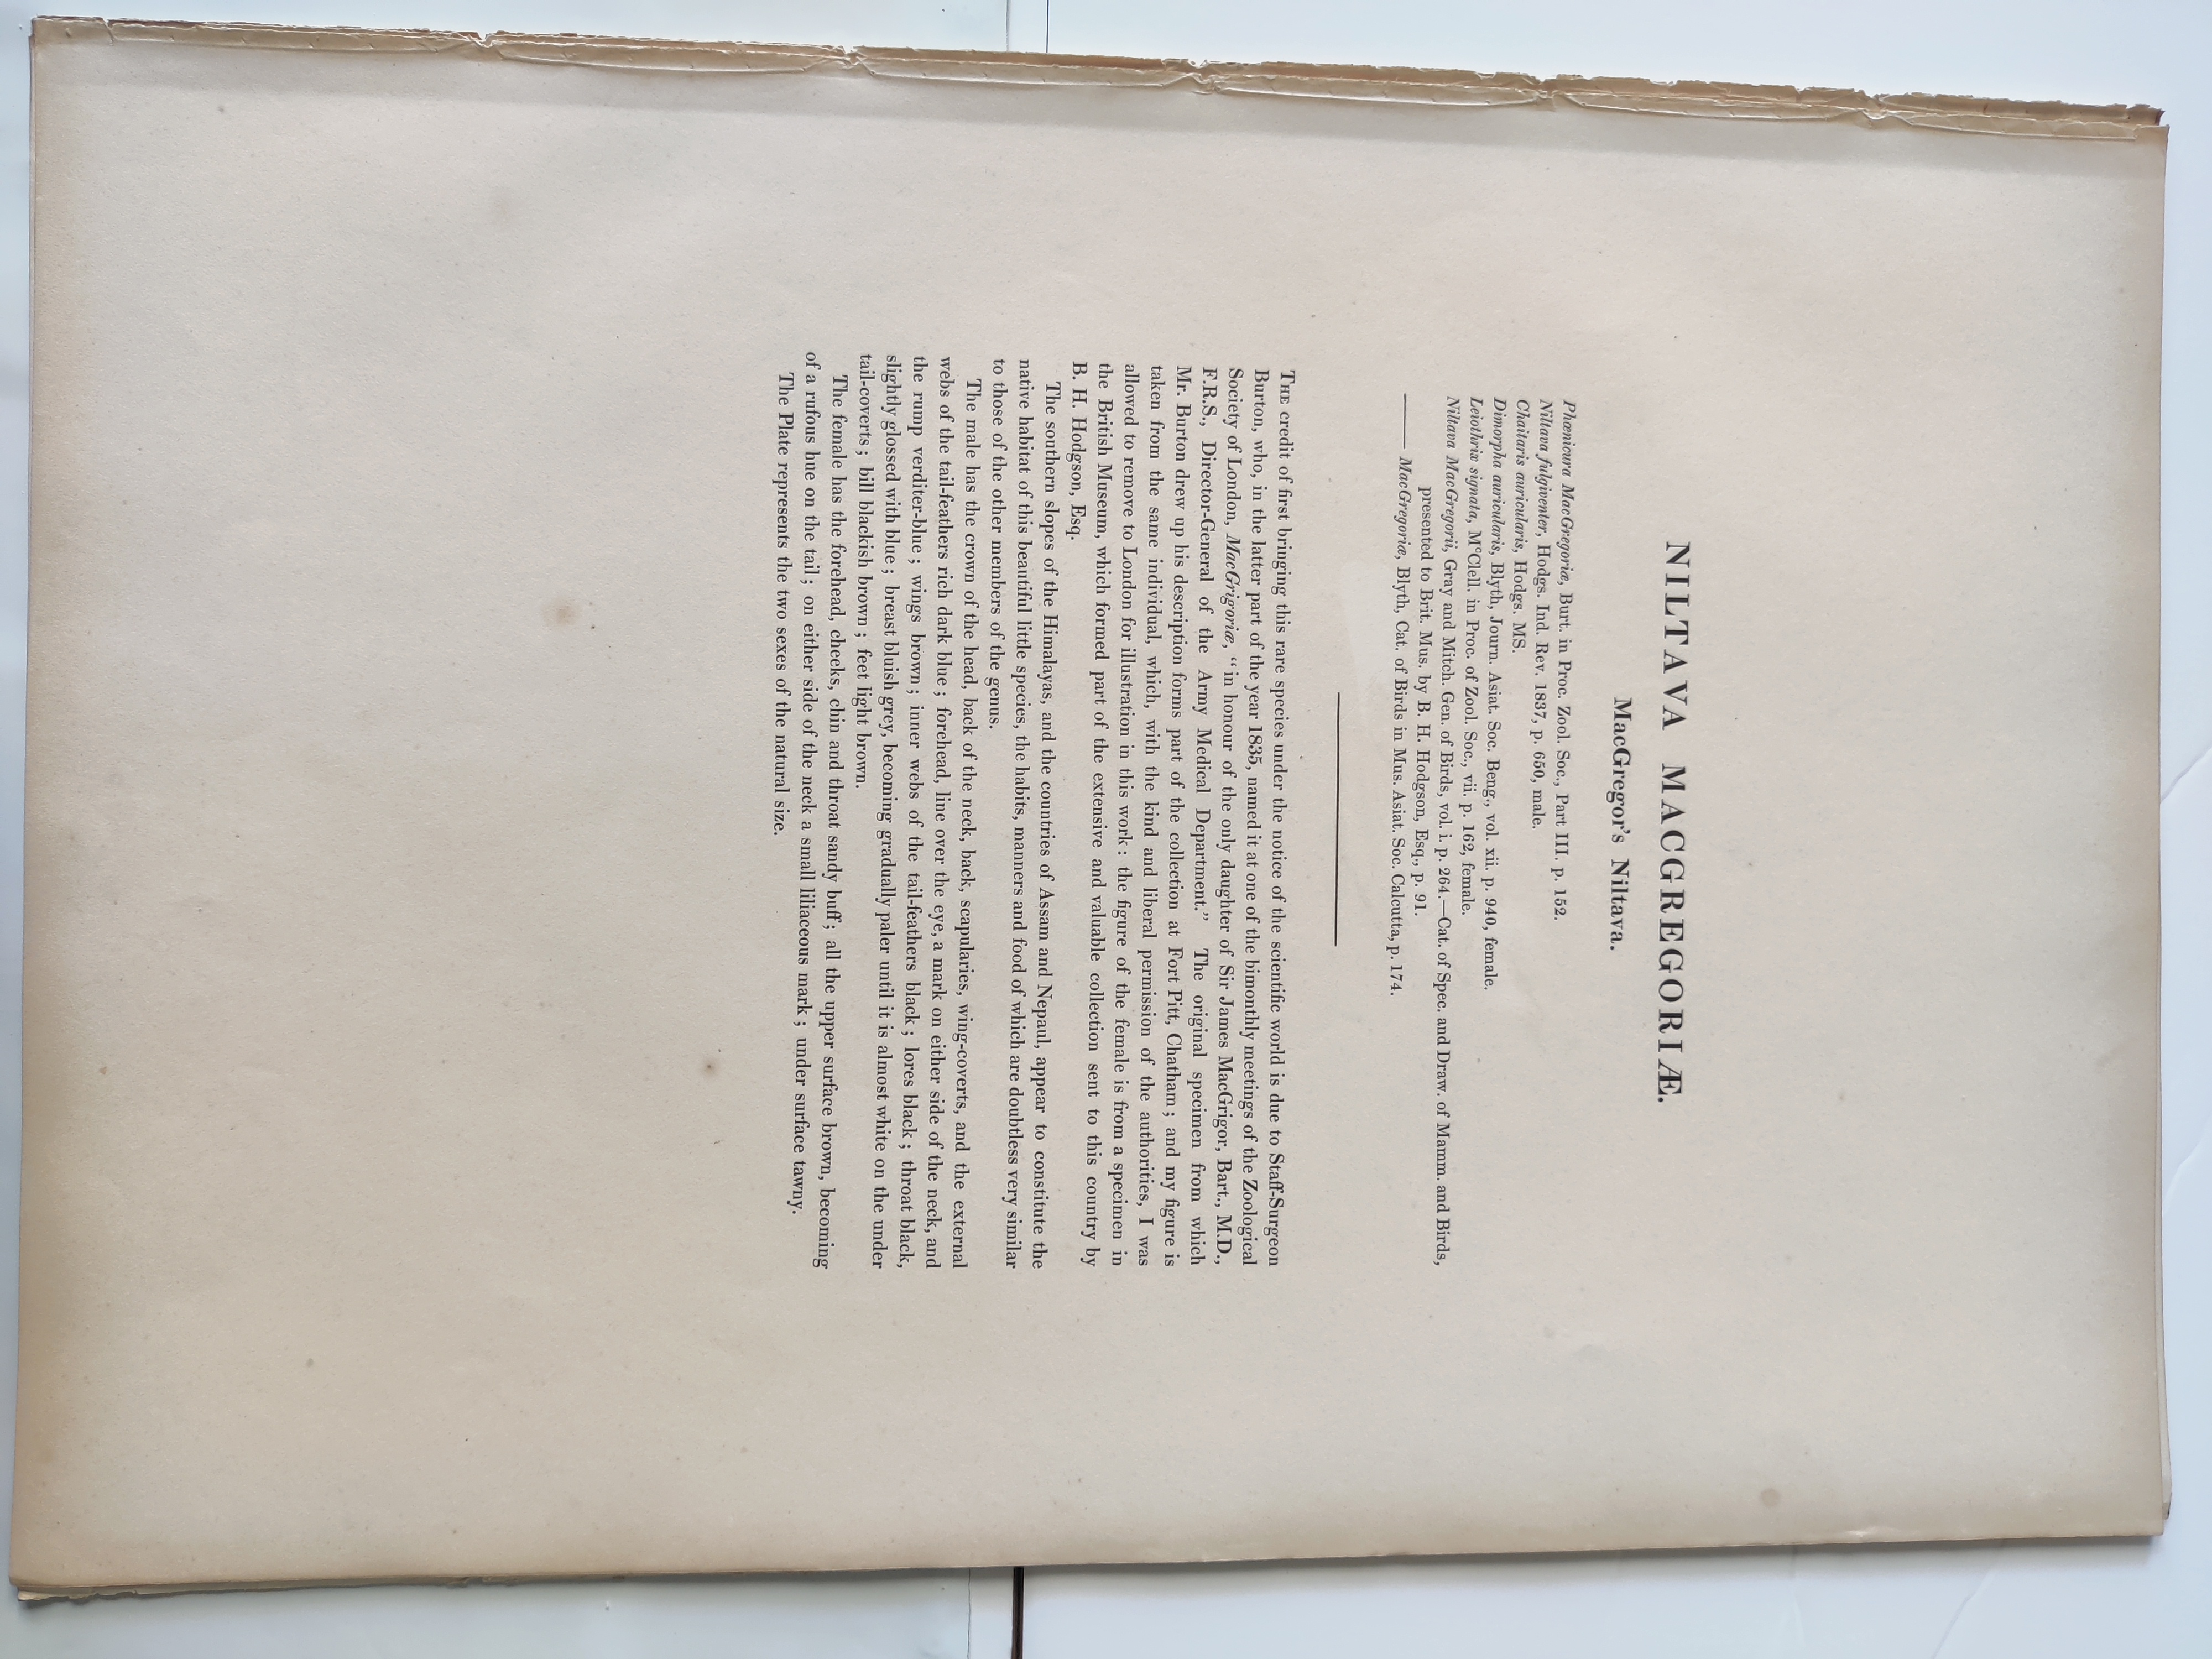 NILTAVA MACGREGORIÆ.
MacGregor's Niltava.
Phœnicura MacGregoriæ, Burt. in Proc. Zool. Soc., Part III. p. 152.
Niltava fulgiventer, Hodgs. Ind. Rev. 1837, p. 650, male.
Chaitaris auricularis, Hodgs. MS.
Dimorpha auricularis, Blyth, Journ. Asiat. Soc. Beng., vol. xii. p. 940, female.
Leiothrix signata, MᶜClell. in Proc. of Zool. Soc., vii. p. 162, female.
Niltava MacGregorii, Gray and Mitch. Gen. of Birds, vol. i. p. 264.—Cat. of Spec. and Draw. of Mamm. and Birds,
presented to Brit. Mus. by B. H. Hodgson, Esq., p. 91.
—— MacGregoriæ, Blyth, Cat. of Birds in Mus. Asiat. Soc. Calcutta, p. 174.
THE credit of first bringing this rare species under the notice of the scientific world is due to Staff-Surgeon
Burton, who, in the latter part of the year 1835, named it at one of the bimonthly meetings of the Zoological
Society of London, MacGrigoriæ, “in honour of the only daughter of Sir James MacGrigor, Bart., M.D.,
F.R.S., Director-General of the Army Medical Department.” The original specimen from which
Mr. Burton drew up his description forms part of the collection at Fort Pitt, Chatham; and my figure is
taken from the same individual, which, with the kind and liberal permission of the authorities, I was
allowed to remove to London for illustration in this work: the figure of the female is from a specimen in
the British Museum, which formed part of the extensive and valuable collection sent to this country by
B. H. Hodgson, Esq.
The southern slopes of the Himalayas, and the countries of Assam and Nepaul, appear to constitute the
native habitat of this beautiful little species, the habits, manners and food of which are doubtless very similar
to those of the other members of the genus.
The male has the crown of the head, back of the neck, back, scapularies, wing-coverts, and the external
webs of the tail-feathers rich dark blue; forehead, line over the eye, a mark on either side of the neck, and
the rump verditer-blue; wings brown; inner webs of the tail-feathers black; lores black; throat black,
slightly glossed with blue; breast bluish grey, becoming gradually paler until it is almost white on the under
tail-coverts; bill blackish brown; feet light brown.
The female has the forehead, cheeks, chin and throat sandy buff; all the upper surface brown, becoming
of a rufous hue on the tail; on either side of the neck a small liliaceous mark; under surface tawny.
The Plate represents the two sexes of the natural size.